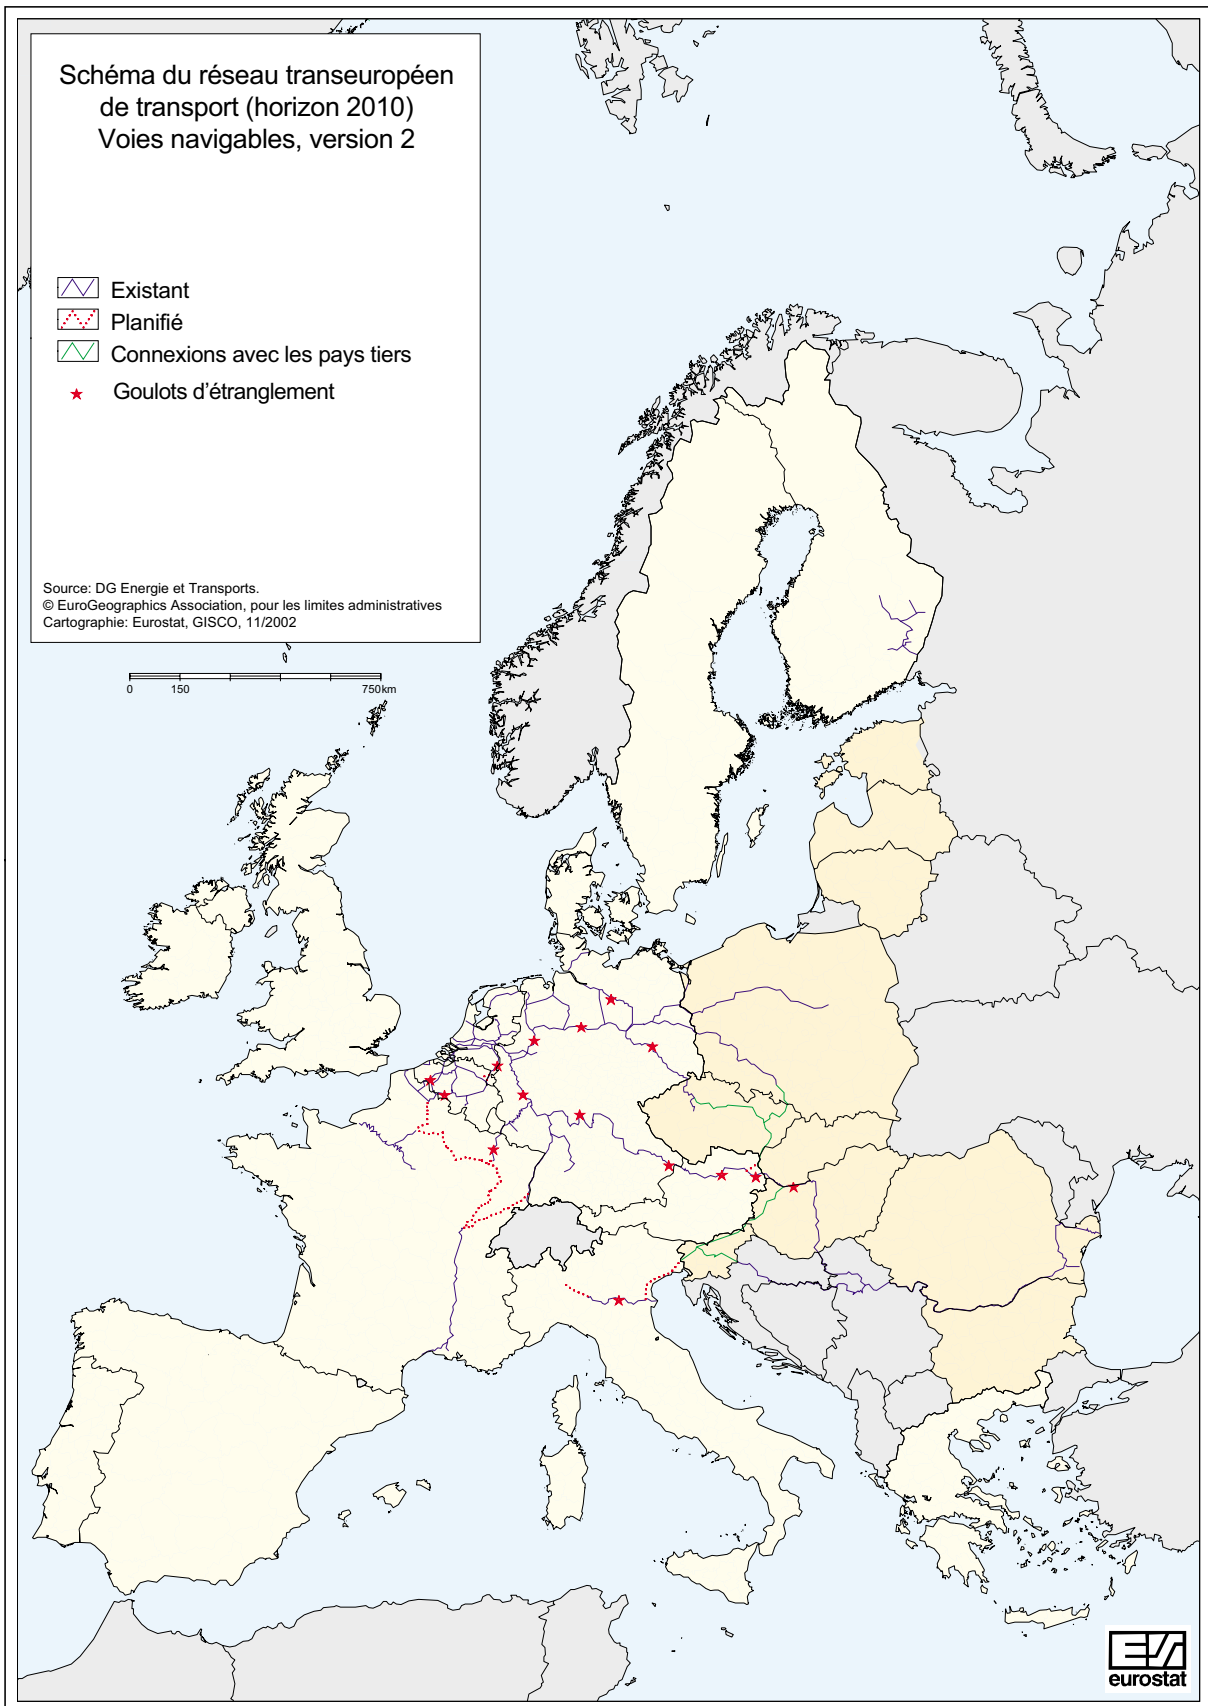 Schéma du réseau transeuropéen
de transport (horizon 2010)
Voies navigables, version 2
Existant
Planifié
Connexions avec les pays tiers
Goulots d'étranglement
Source: DG Energie et Transports.
© EuroGeographics Association, pour les limites administratives
Cartographie: Eurostat, GISCO, 11/2002
0 150 750km
eurostat